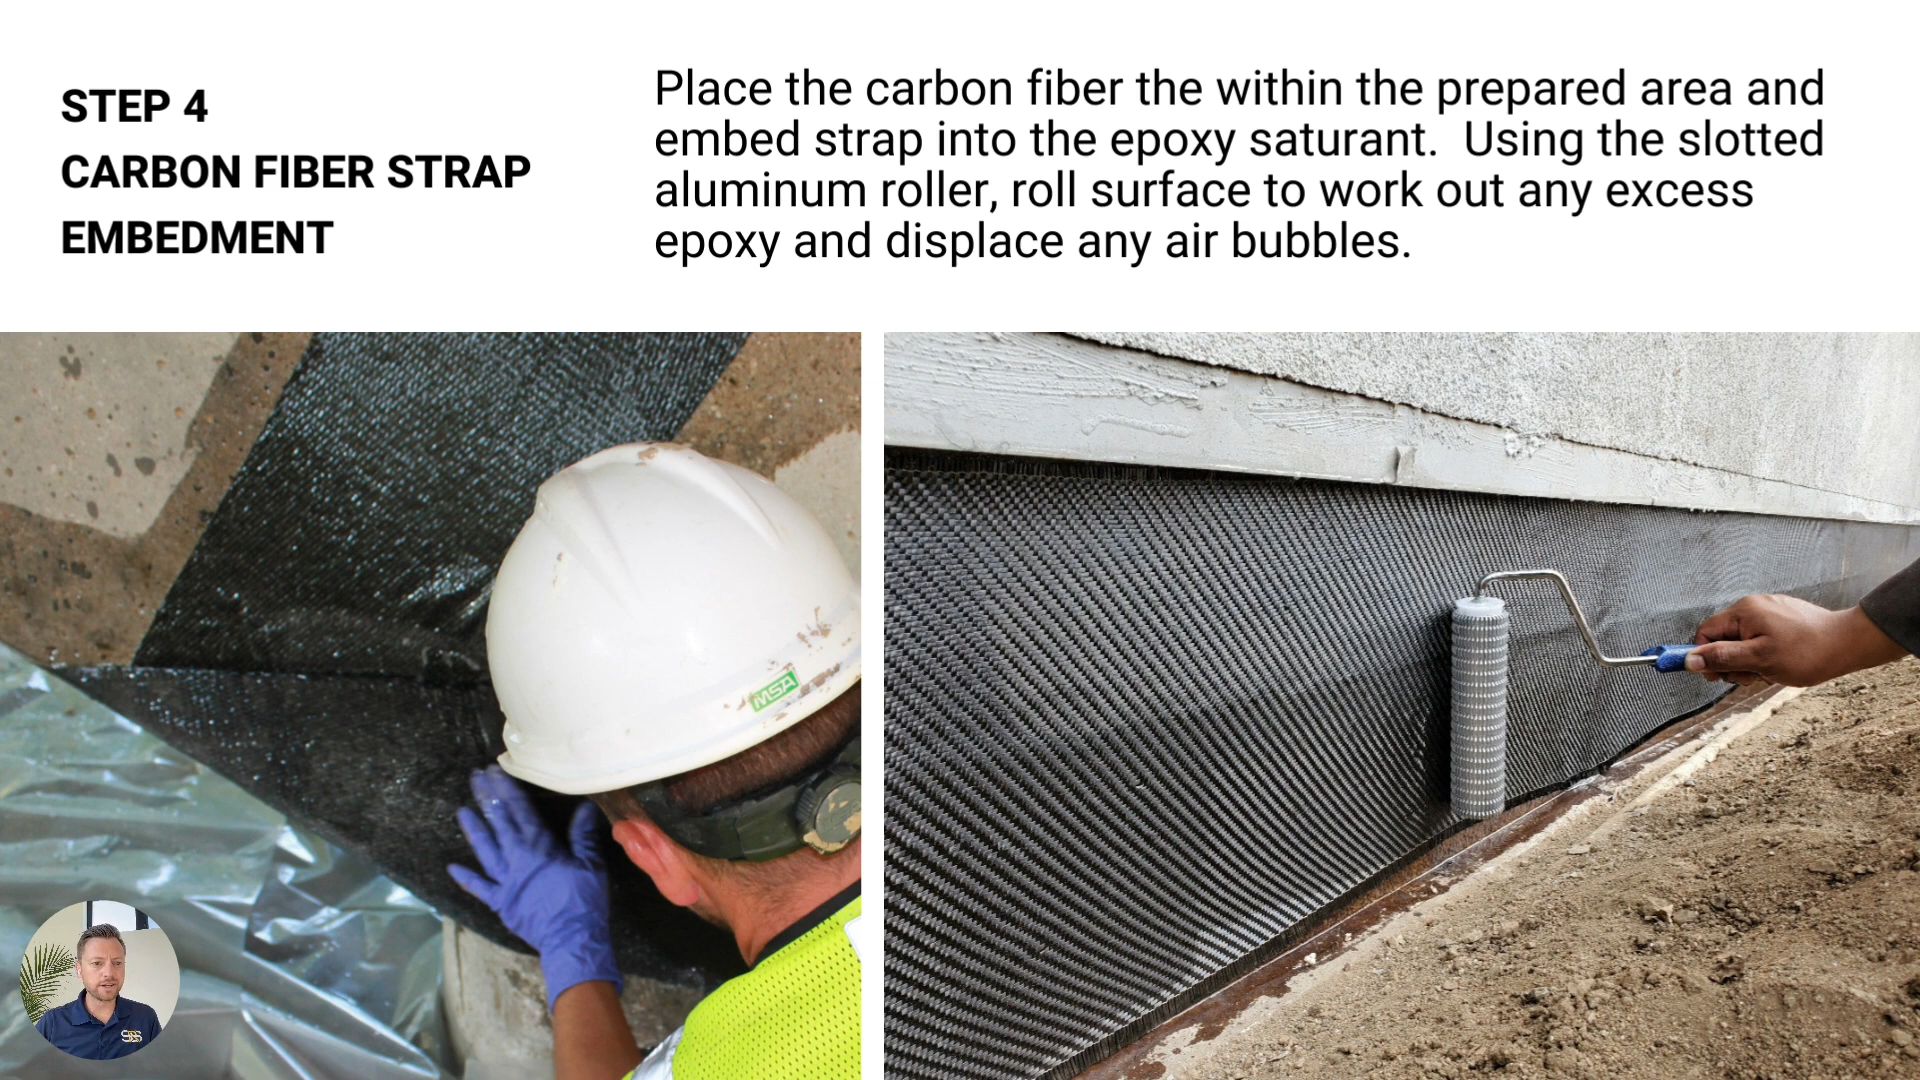 STEP 4
CARBON FIBER STRAP
EMBEDMENT
Place the carbon fiber the within the prepared area and
embed strap into the epoxy saturant.  Using the slotted
aluminum roller, roll surface to work out any excess
epoxy and displace any air bubbles.
MSA
SDS